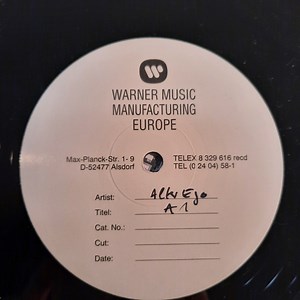 WARNER MUSIC
MANUFACTURING
EUROPE
Max-Planck-Str. 1- 9 TELEX 8 329 616 recd
D-52477 Alsdorf TEL (0 24 04) 58-1
Artist: Alter Ego
Titel: A1
Cat. No.:
Cut:
Date: